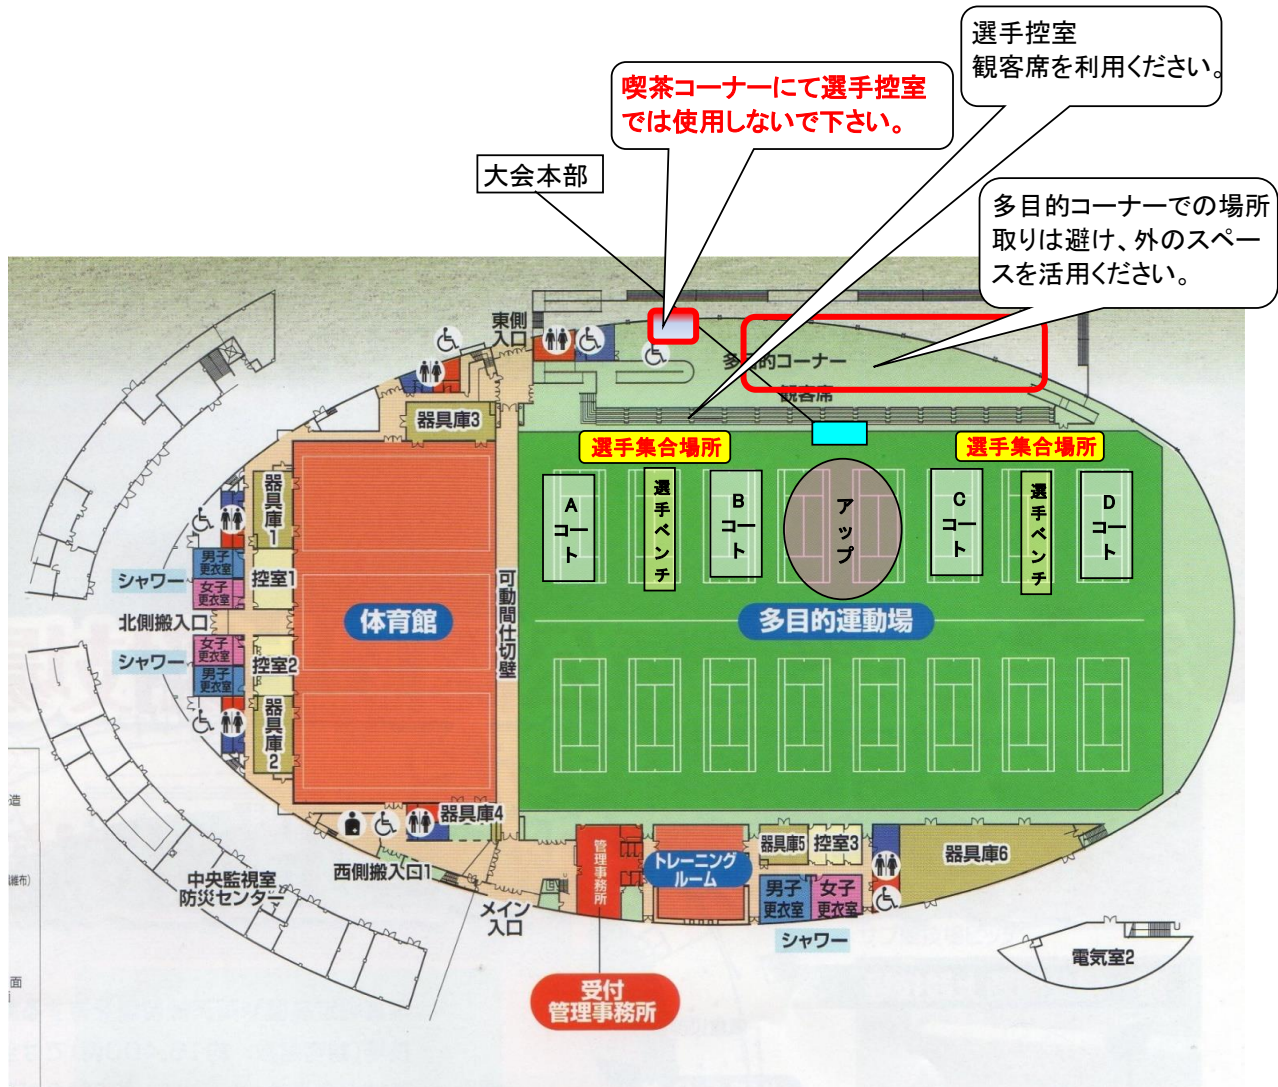 選手控室
観客席を利用ください。
喫茶コーナーにて選手控室
では使用しないで下さい。
大会本部
多目的コーナーでの場所
取りは避け、外のスペー
スを活用ください。
東側
入口
多目的コーナー
観客席
器具庫3
選手集合場所
選手集合場所
器具庫1
Aコート
選手ベンチ
Bコート
アップ
Cコート
選手ベンチ
Dコート
男子
更衣室
シャワー
女子
更衣室
控室1
可動間仕切壁
北側搬入口
体育館
多目的運動場
女子
更衣室
シャワー
男子
更衣室
控室2
器具庫2
造
器具庫4
西側搬入口1
管理事務所
トレーニング
ルーム
器具庫5
控室3
器具庫6
中央監視室
防災センター
メイン
入口
男子
更衣室
女子
更衣室
シャワー
電気室2
面
受付
管理事務所